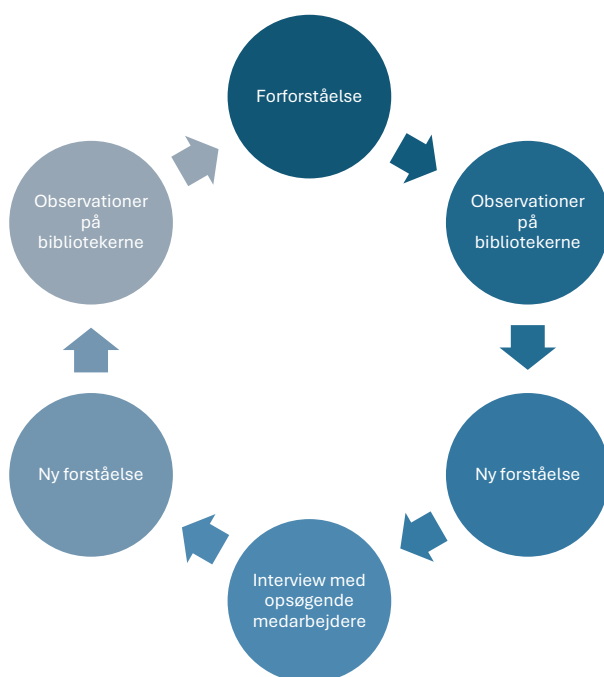 Forforståelse
Observationer
på
bibliotekerne
Ny forståelse
Interview med
opsøgende
medarbejdere
Ny forståelse
Observationer
på
bibliotekerne